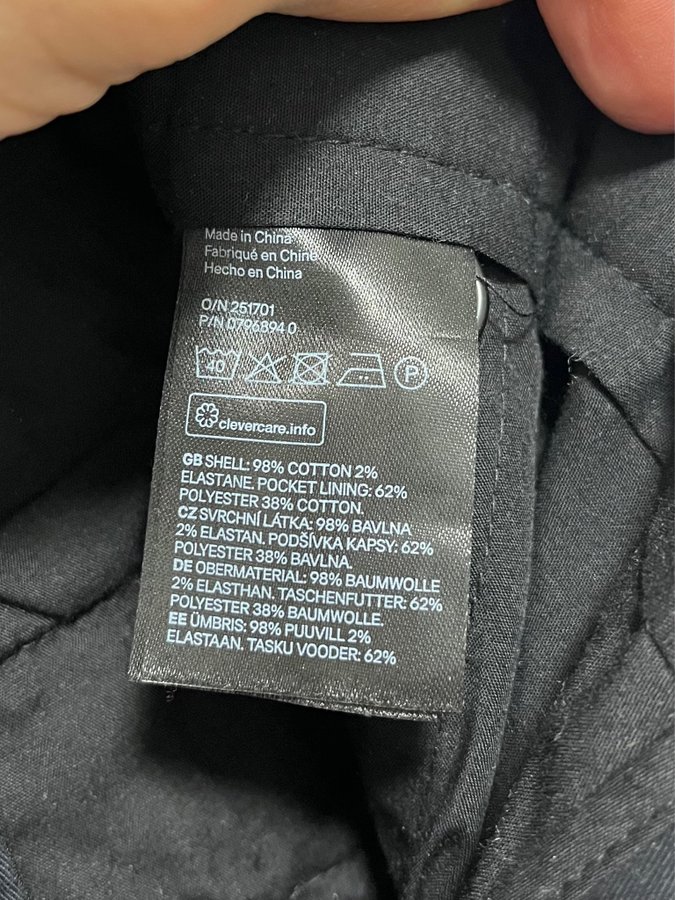 Made in China
Fabriqué en Chine
Hecho en China
O/N 251701
P/N 0796894 0
40 P
clevercare.info
GB SHELL: 98% COTTON 2%
ELASTANE. POCKET LINING: 62%
POLYESTER 38% COTTON.
CZ SVRCHNÍ LÁTKA: 98% BAVLNA
2% ELASTAN. PODŠÍVKA KAPSY: 62%
POLYESTER 38% BAVLNA.
DE OBERMATERIAL: 98% BAUMWOLLE
2% ELASTHAN. TASCHENFUTTER: 62%
POLYESTER 38% BAUMWOLLE.
EE ÜMBRIS: 98% PUUVILL 2%
ELASTAAN. TASKU VOODER: 62%